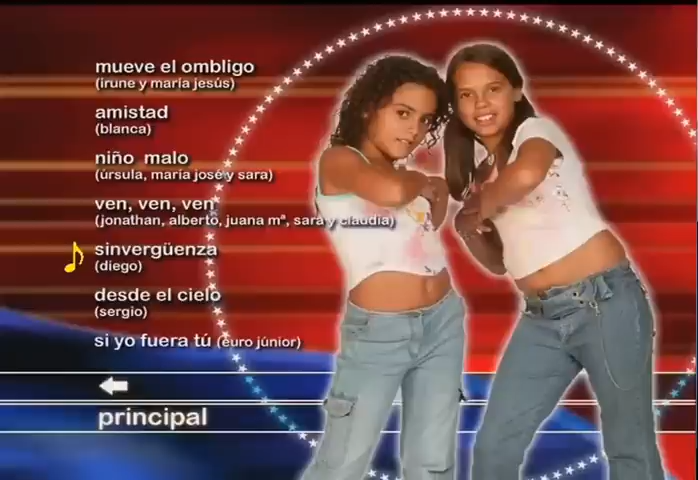 mueve el ombligo
(irune y maría jesús)
amistad
(blanca)
niño malo
(úrsula, maría josé y sara)
ven, ven, ven
(jonathan, alberto, juana mª, sara y claudia)
sinvergüenza
(diego)
desde el cielo
(sergio)
si yo fuera tú (euro júnior)
principal